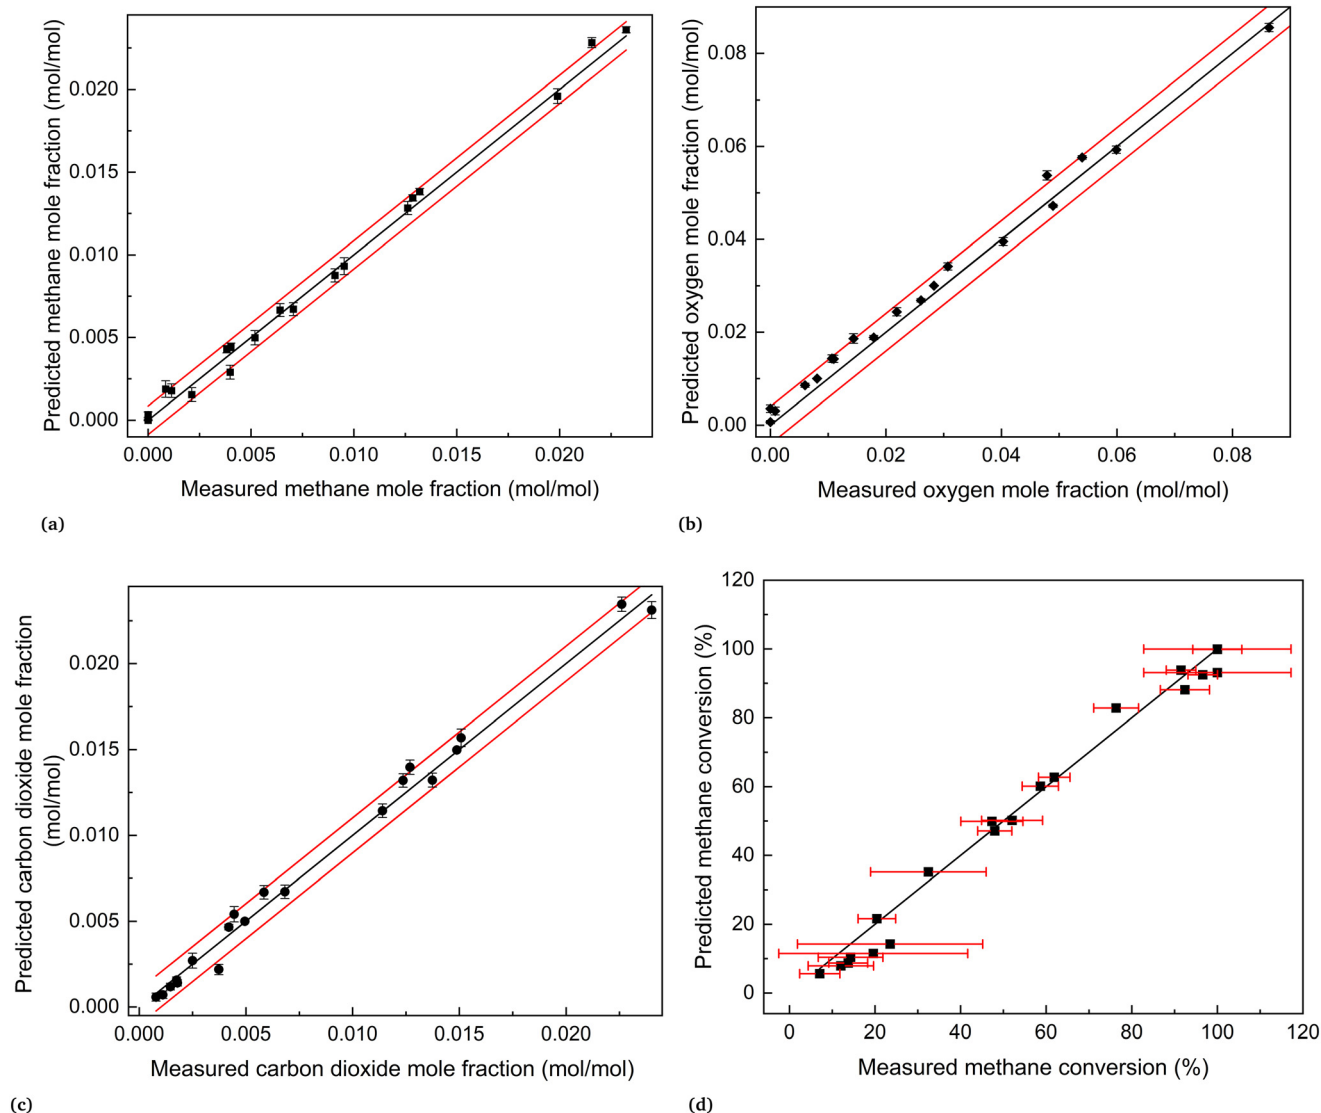 Predicted methane mole fraction (mol/mol)
0.020
0.015
0.010
0.005
0.000
0.000 0.005 0.010 0.015 0.020
Measured methane mole fraction (mol/mol)
(a)
Predicted oxygen mole fraction (mol/mol)
0.08
0.06
0.04
0.02
0.00
0.00 0.02 0.04 0.06 0.08
Measured oxygen mole fraction (mol/mol)
(b)
Predicted carbon dioxide mole fraction
(mol/mol)
0.020
0.015
0.010
0.005
0.000
0.000 0.005 0.010 0.015 0.020
Measured carbon dioxide mole fraction (mol/mol)
(c)
Predicted methane conversion (%)
120
100
80
60
40
20
0
0 20 40 60 80 100 120
Measured methane conversion (%)
(d)